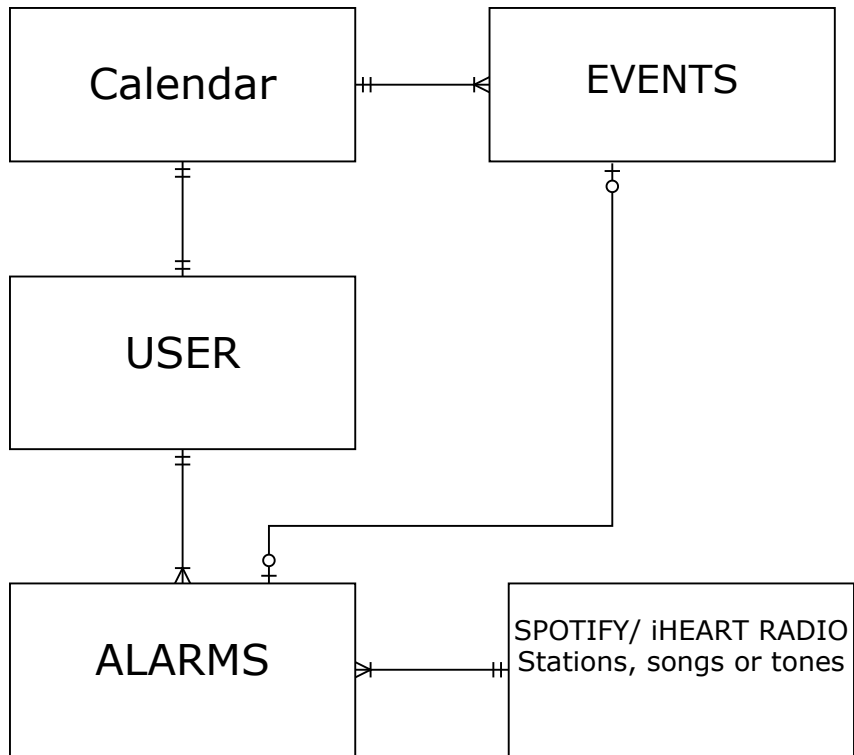 Calendar
EVENTS
USER
ALARMS
SPOTIFY/ iHEART RADIO
Stations, songs or tones